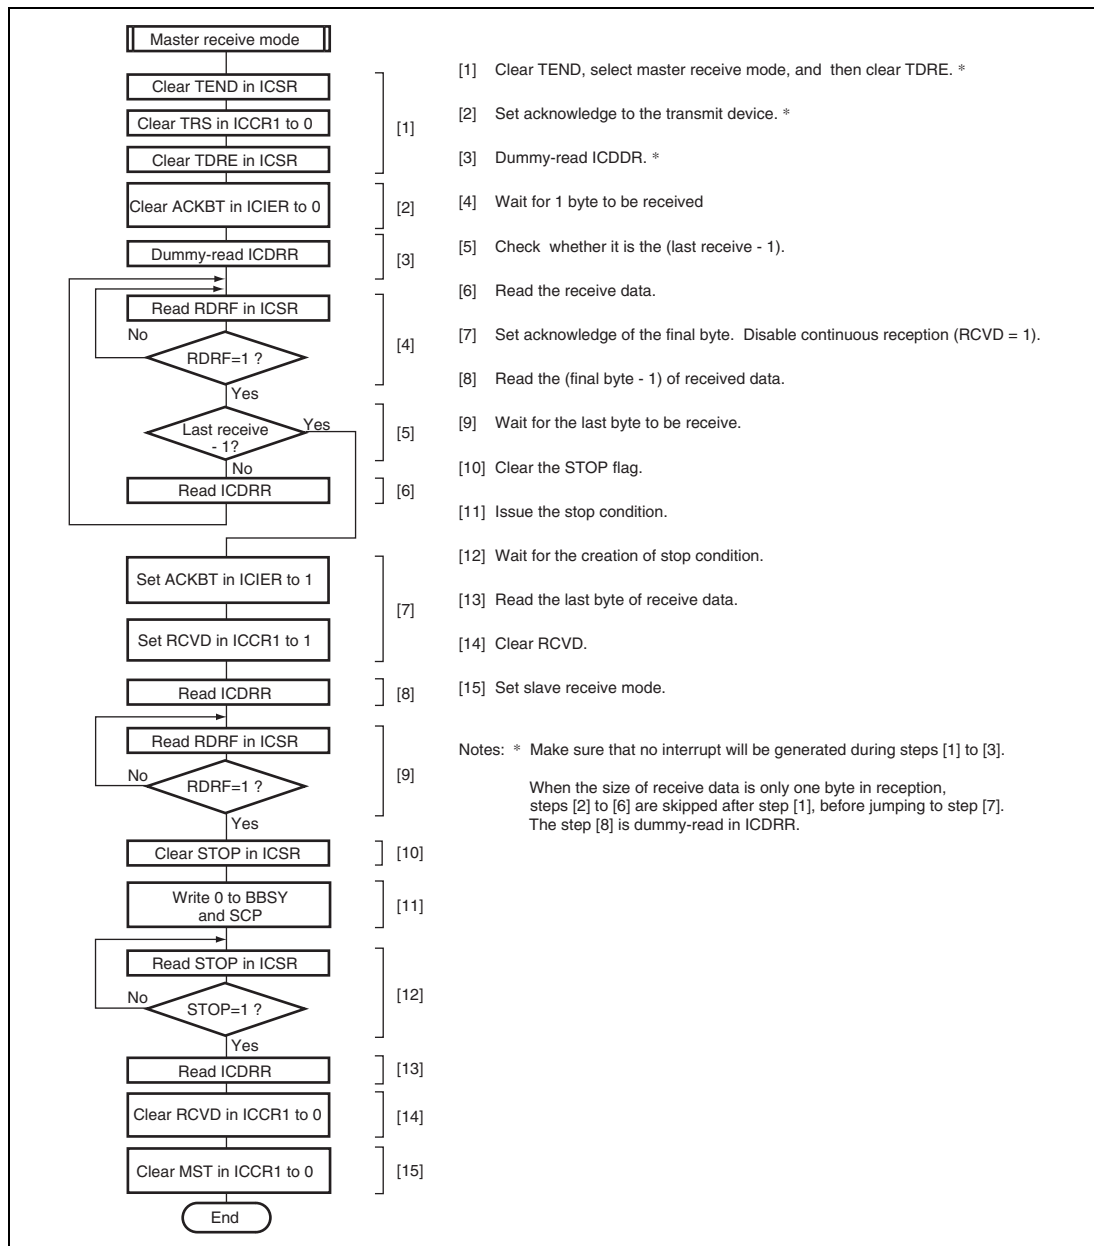 Master receive mode
Clear TEND in ICSR
Clear TRS in ICCR1 to 0
Clear TDRE in ICSR
[1]
Clear ACKBT in ICIER to 0
[2]
Dummy-read ICDRR
[3]
Read RDRF in ICSR
No
RDRF=1 ?
[4]
Yes
Last receive
- 1?
Yes
[5]
No
Read ICDRR
[6]
Set ACKBT in ICIER to 1
[7]
Set RCVD in ICCR1 to 1
Read ICDRR
[8]
Read RDRF in ICSR
No
RDRF=1 ?
[9]
Yes
Clear STOP in ICSR
[10]
Write 0 to BBSY
and SCP
[11]
Read STOP in ICSR
No
STOP=1 ?
[12]
Yes
Read ICDRR
[13]
Clear RCVD in ICCR1 to 0
[14]
Clear MST in ICCR1 to 0
[15]
End
[1] Clear TEND, select master receive mode, and then clear TDRE. *
[2] Set acknowledge to the transmit device. *
[3] Dummy-read ICDDR. *
[4] Wait for 1 byte to be received
[5] Check whether it is the (last receive - 1).
[6] Read the receive data.
[7] Set acknowledge of the final byte. Disable continuous reception (RCVD = 1).
[8] Read the (final byte - 1) of received data.
[9] Wait for the last byte to be receive.
[10] Clear the STOP flag.
[11] Issue the stop condition.
[12] Wait for the creation of stop condition.
[13] Read the last byte of receive data.
[14] Clear RCVD.
[15] Set slave receive mode.
Notes: * Make sure that no interrupt will be generated during steps [1] to [3].
When the size of receive data is only one byte in reception,
steps [2] to [6] are skipped after step [1], before jumping to step [7].
The step [8] is dummy-read in ICDRR.